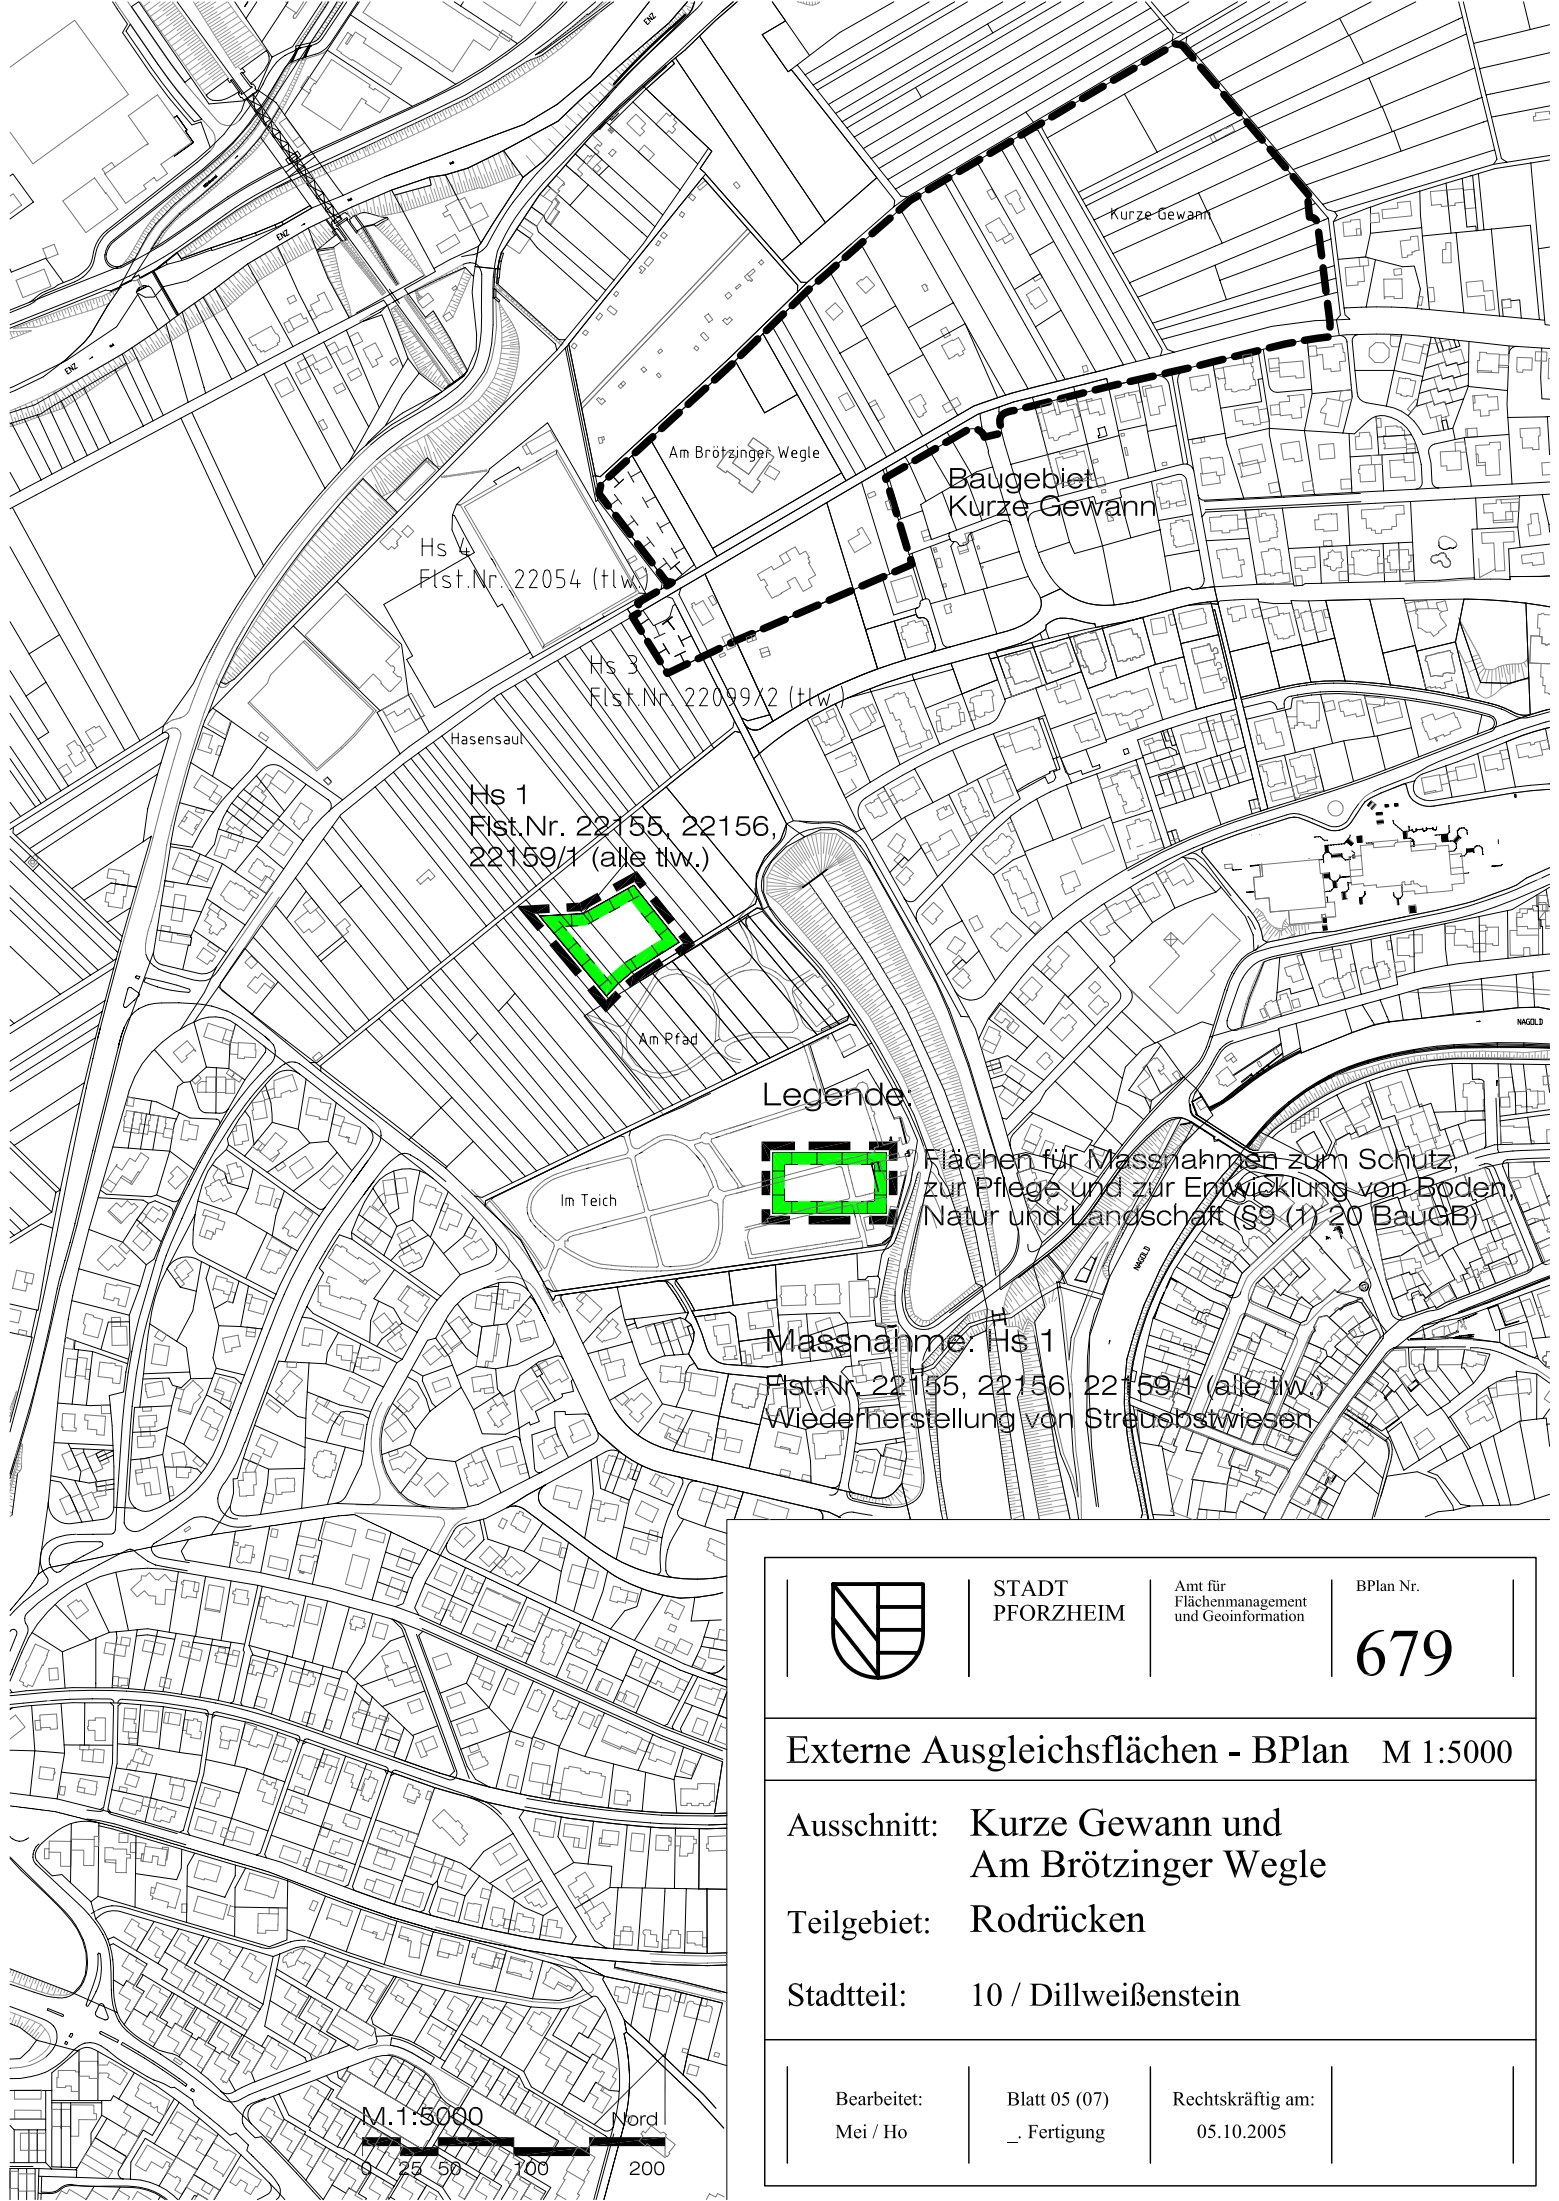 ENZ
ENZ
ENZ
Kurze Gewann
Am Brötzinger Wegle
Baugebiet
Kurze Gewann
Hs 4
Flst.Nr. 22054 (tlw.)
Hs 3
Flst.Nr. 22099/2 (tlw.)
Hasensaul
Hs 1
Flst.Nr. 22155, 22156,
22159/1 (alle tlw.)
NAGOLD
Am Pfad
Legende:
Flächen für Massnahmen zum Schutz,
zur Pflege und zur Entwicklung von Boden,
Natur und Landschaft (§9 (1) 20 BauGB)
Im Teich
NAGOLD
Massnahme: Hs 1
Flst.Nr. 22155, 22156, 22159/1 (alle tlw.)
Wiederherstellung von Streuobstwiesen
STADT
PFORZHEIM
Amt für
Flächenmanagement
und Geoinformation
BPlan Nr.
679
Externe Ausgleichsflächen - BPlan M 1:5000
Ausschnitt: Kurze Gewann und
Am Brötzinger Wegle
Teilgebiet: Rodrücken
Stadtteil: 10 / Dillweißenstein
Bearbeitet:
Mei / Ho
Blatt 05 (07)
_. Fertigung
Rechtskräftig am:
05.10.2005
M.1:5000
Nord
0 25 50 100 200